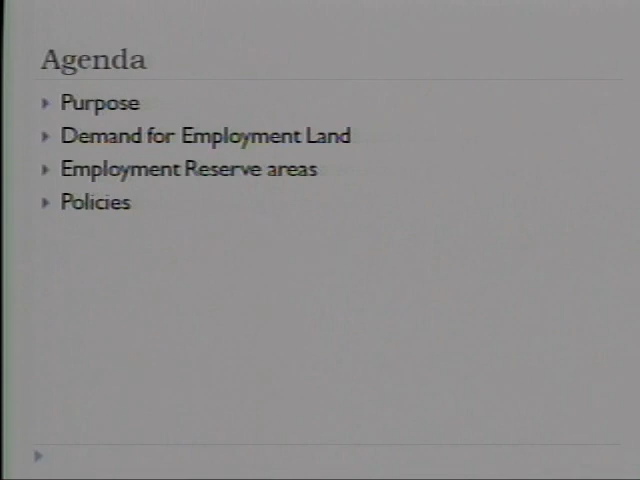 Agenda
Purpose
Demand for Employment Land
Employment Reserve areas
Policies